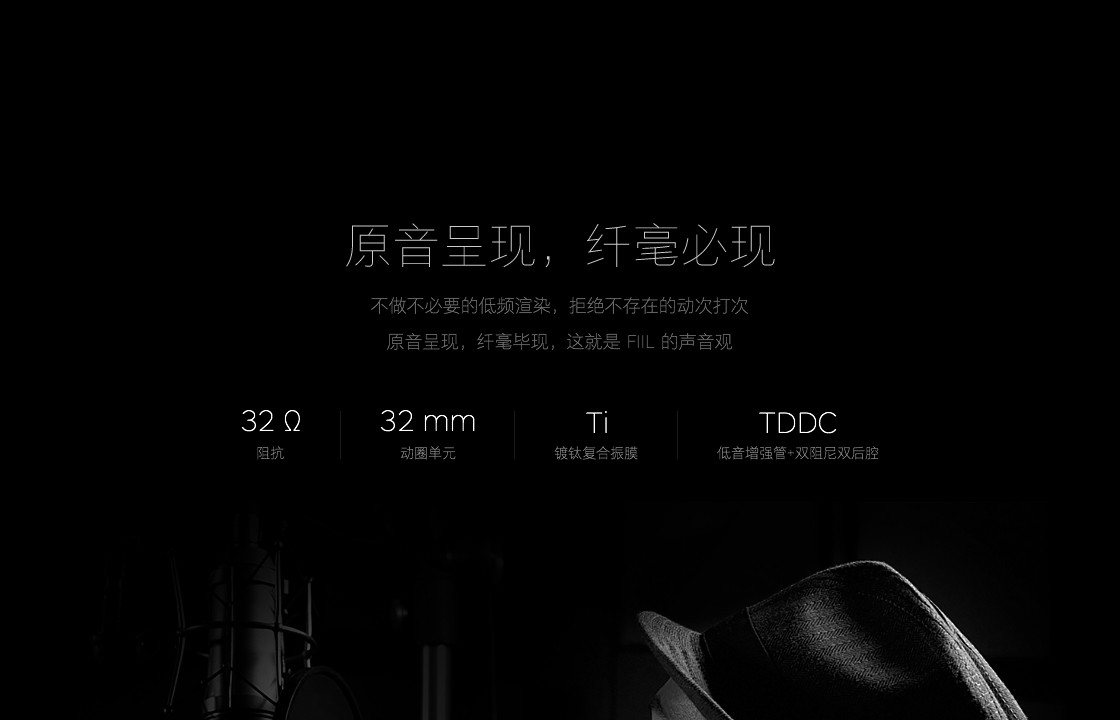 原音呈现，纤毫必现
不做不必要的低频渲染，拒绝不存在的动次打次
原音呈现，纤毫毕现，这就是 FIIL 的声音观
32 Ω
阻抗
32 mm
动圈单元
Ti
镀钛复合振膜
TDDC
低音增强管+双阻尼双后腔